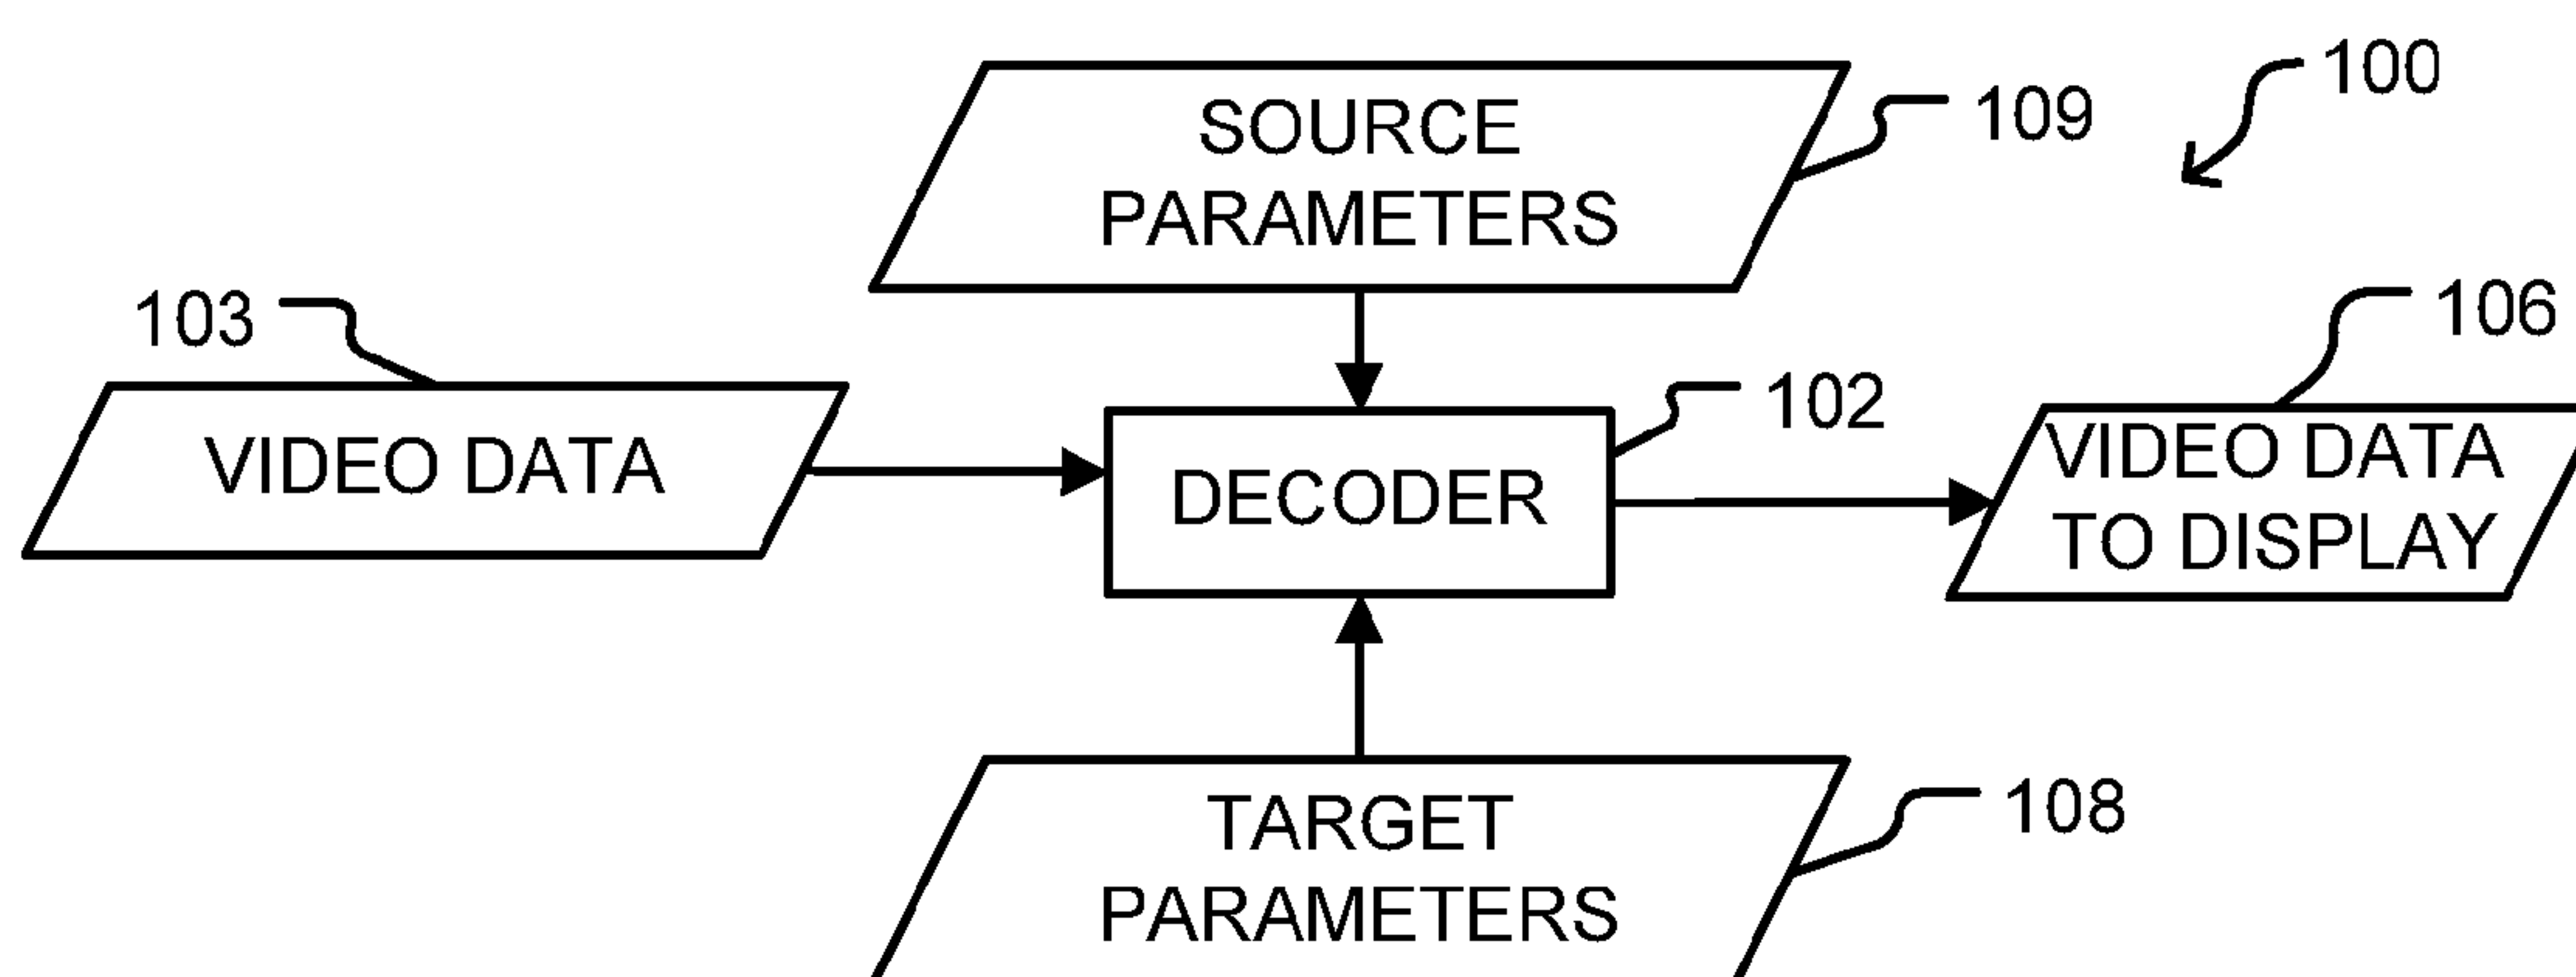 100
SOURCE
PARAMETERS
109
103
106
VIDEO DATA
102
DECODER
VIDEO DATA
TO DISPLAY
TARGET
PARAMETERS
108